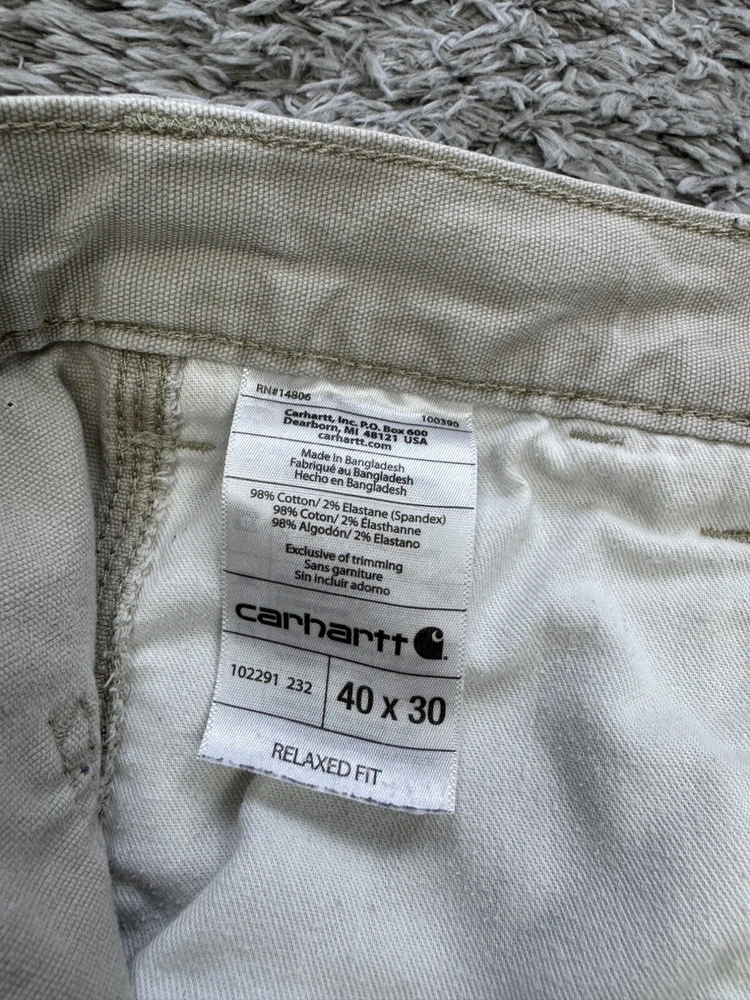 RN#14806
100396
Carhartt, Inc. P.O. Box 600
Dearborn, MI 48121 USA
carhartt.com
Made in Bangladesh
Fabriqué au Bangladesh
Hecho en Bangladesh
98% Cotton/ 2% Elastane (Spandex)
98% Coton/ 2% Élasthanne
98% Algodón/ 2% Elastano
Exclusive of trimming
Sans garniture
Sin incluir adorno
carhartt
102291 232
40 x 30
RELAXED FIT